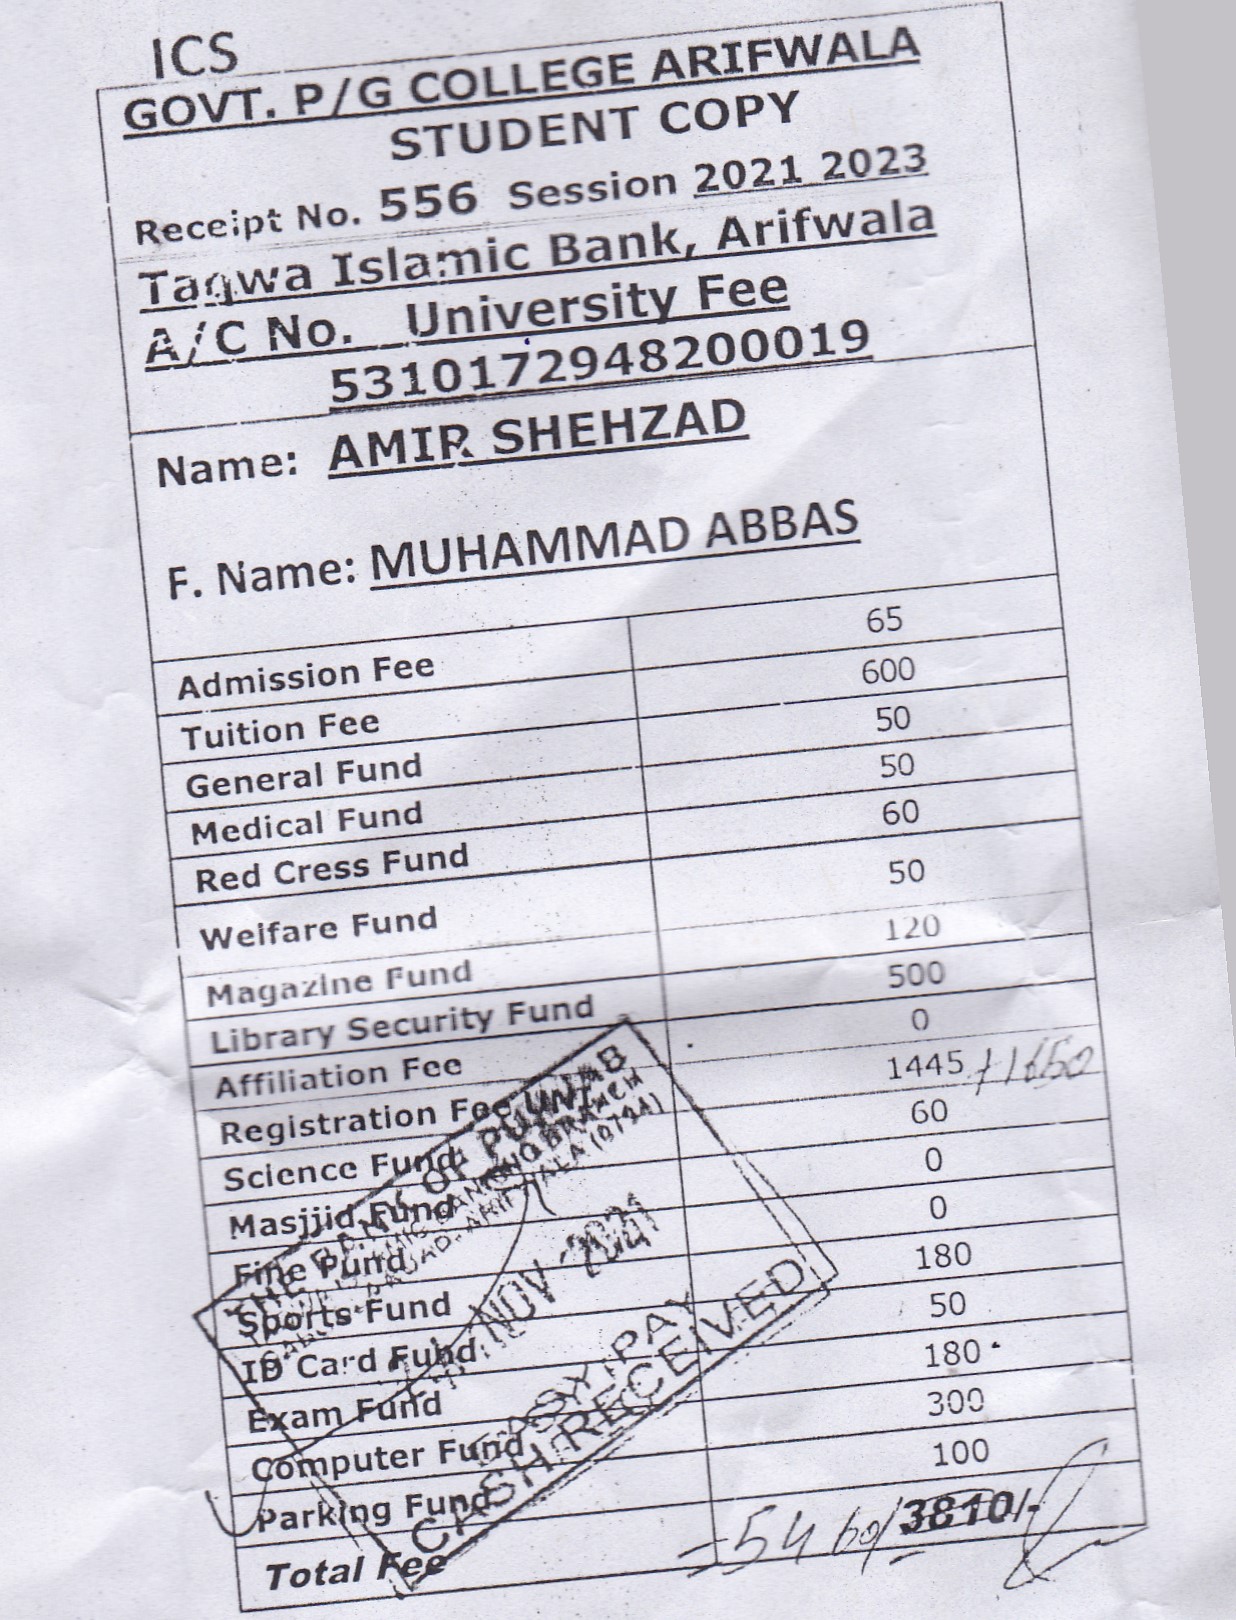 ICS
GOVT. P/G COLLEGE ARIFWALA
STUDENT COPY
Receipt No. 556 Session 2021 2023
Taqwa Islamic Bank, Arifwala
A/C No. University Fee
5310172948200019
Name: AMIR SHEHZAD
F. Name: MUHAMMAD ABBAS
Admission Fee 65
Tuition Fee 600
General Fund 50
Medical Fund 50
Red Cress Fund 60
Welfare Fund 50
Magazine Fund 120
Library Security Fund 500
Affiliation Fee 0
Registration Fee UNI 1445 +1650
Science Fund 60
Masjjid Fund 0
Fine Fund 0
Sports Fund 180
ID Card Fund 50
Exam Fund 180
Computer Fund 300
Parking Fund 100
Total Fee =5460/ 3810/-
THE BANK OF PUNJAB
BANKING BRANCH
ARIFWALA (0734)
NOV 2021
EASY PAY
CASH RECEIVED